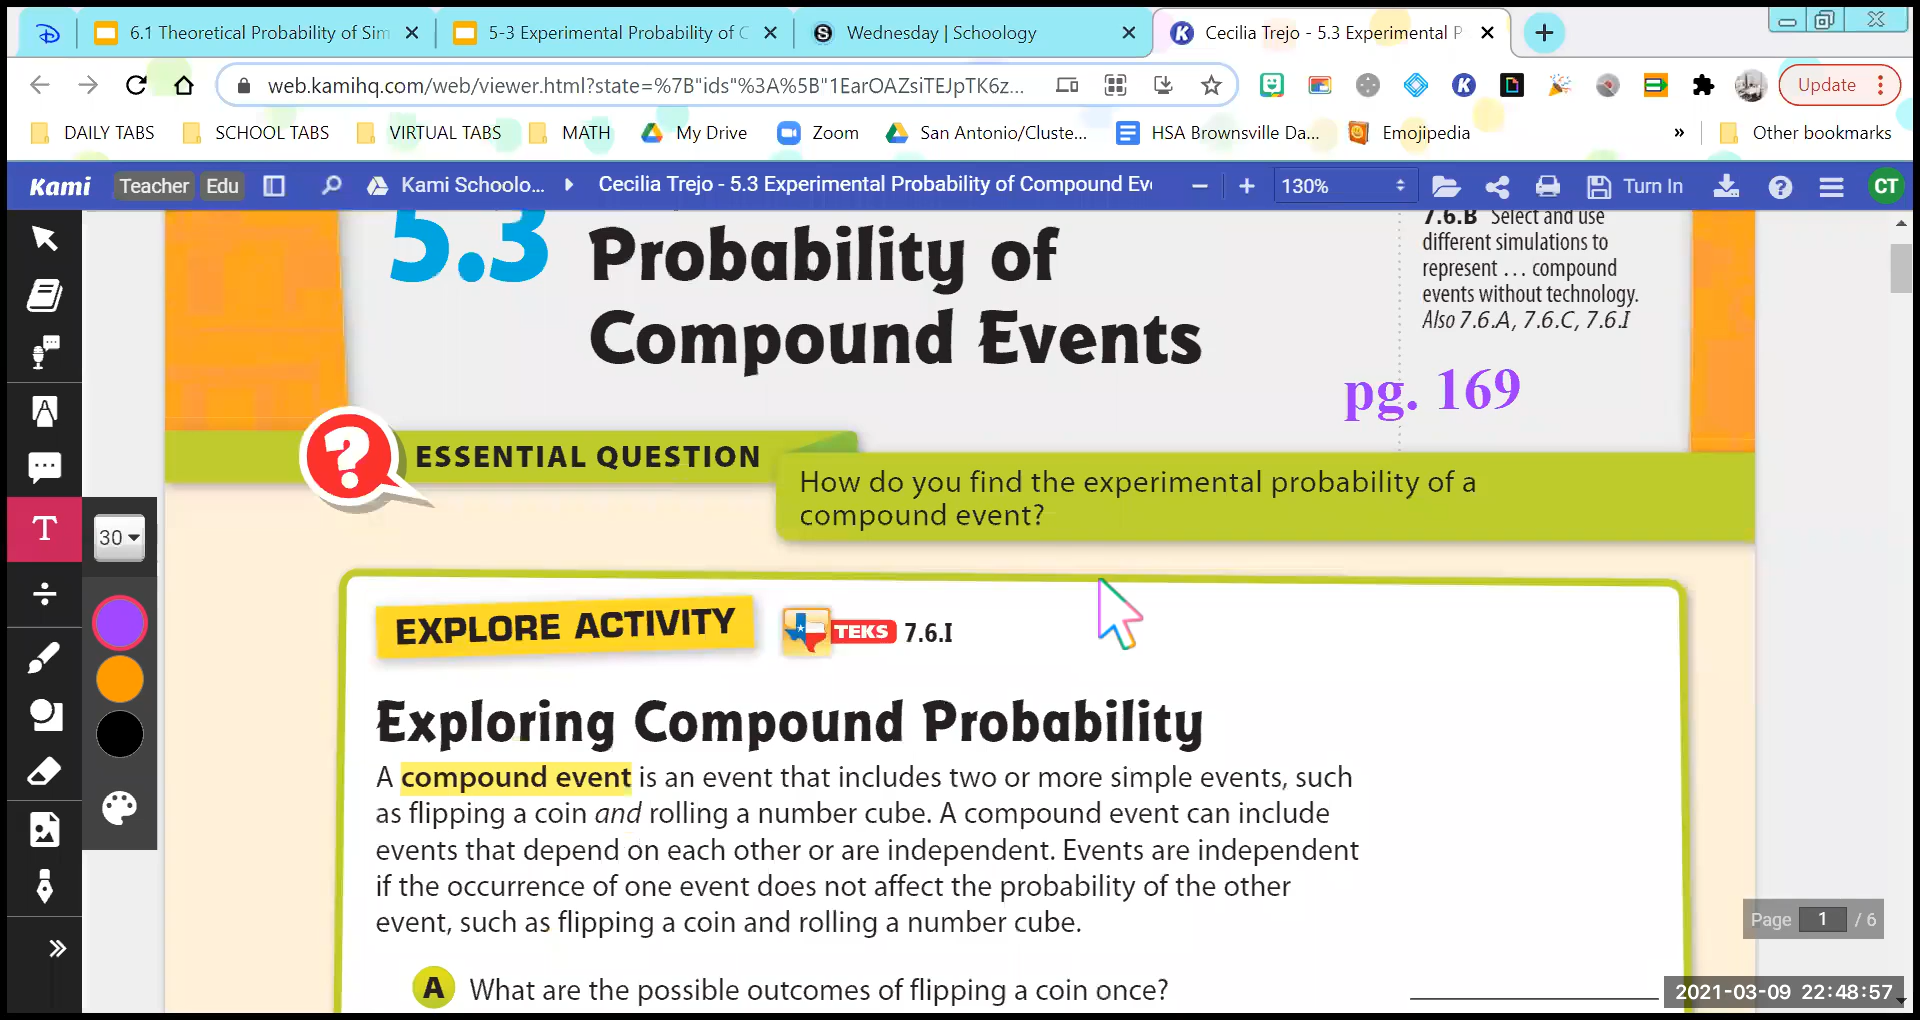 6.1 Theoretical Probability of Sim
5-3 Experimental Probability of C
Wednesday | Schoology
Cecilia Trejo - 5.3 Experimental P
web.kamihq.com/web/viewer.html?state=%7B"ids"%3A%5B"1EarOAZsiTEJpTK6z...
Update
DAILY TABS
SCHOOL TABS
VIRTUAL TABS
MATH
My Drive
Zoom
San Antonio/Cluste...
HSA Brownsville Da...
Emojipedia
»
Other bookmarks
Kami
Teacher
Edu
Kami Schoolo...
Cecilia Trejo - 5.3 Experimental Probability of Compound Eve
130%
Turn In
CT
5.3
Probability of
Compound Events
7.6.B Select and use
different simulations to
represent … compound
events without technology.
Also 7.6.A, 7.6.C, 7.6.I
pg. 169
ESSENTIAL QUESTION
How do you find the experimental probability of a
compound event?
T
30
EXPLORE ACTIVITY
TEKS 7.6.I
Exploring Compound Probability
A compound event is an event that includes two or more simple events, such
as flipping a coin and rolling a number cube. A compound event can include
events that depend on each other or are independent. Events are independent
if the occurrence of one event does not affect the probability of the other
event, such as flipping a coin and rolling a number cube.
A What are the possible outcomes of flipping a coin once?
Page 1 / 6
2021-03-09 22:48:57